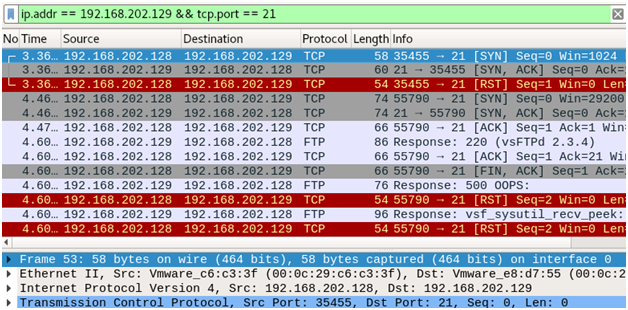 ip.addr == 192.168.202.129 && tcp.port == 21
No Time Source Destination Protocol Length Info
3.36… 192.168.202.128 192.168.202.129 TCP 58 35455 → 21 [SYN] Seq=0 Win=1024
3.36… 192.168.202.129 192.168.202.128 TCP 60 21 → 35455 [SYN, ACK] Seq=0 Ack=
3.36… 192.168.202.128 192.168.202.129 TCP 54 35455 → 21 [RST] Seq=1 Win=0 Len
4.46… 192.168.202.128 192.168.202.129 TCP 74 55790 → 21 [SYN] Seq=0 Win=29200
4.46… 192.168.202.129 192.168.202.128 TCP 74 21 → 55790 [SYN, ACK] Seq=0 Ack=
4.47… 192.168.202.128 192.168.202.129 TCP 66 55790 → 21 [ACK] Seq=1 Ack=1 Win=
4.60… 192.168.202.129 192.168.202.128 FTP 86 Response: 220 (vsFTPd 2.3.4)
4.60… 192.168.202.128 192.168.202.129 TCP 66 55790 → 21 [ACK] Seq=1 Ack=21 Win
4.60… 192.168.202.128 192.168.202.129 TCP 66 55790 → 21 [FIN, ACK] Seq=1 Ack=
4.60… 192.168.202.129 192.168.202.128 FTP 76 Response: 500 OOPS:
4.60… 192.168.202.128 192.168.202.129 TCP 54 55790 → 21 [RST] Seq=2 Win=0 Len
4.60… 192.168.202.129 192.168.202.128 FTP 96 Response: vsf_sysutil_recv_peek:
4.60… 192.168.202.128 192.168.202.129 TCP 54 55790 → 21 [RST] Seq=2 Win=0 Len
Frame 53: 58 bytes on wire (464 bits), 58 bytes captured (464 bits) on interface 0
Ethernet II, Src: Vmware_c6:c3:3f (00:0c:29:c6:c3:3f), Dst: Vmware_e8:d7:55 (00:0c:2
Internet Protocol Version 4, Src: 192.168.202.128, Dst: 192.168.202.129
Transmission Control Protocol, Src Port: 35455, Dst Port: 21, Seq: 0, Len: 0